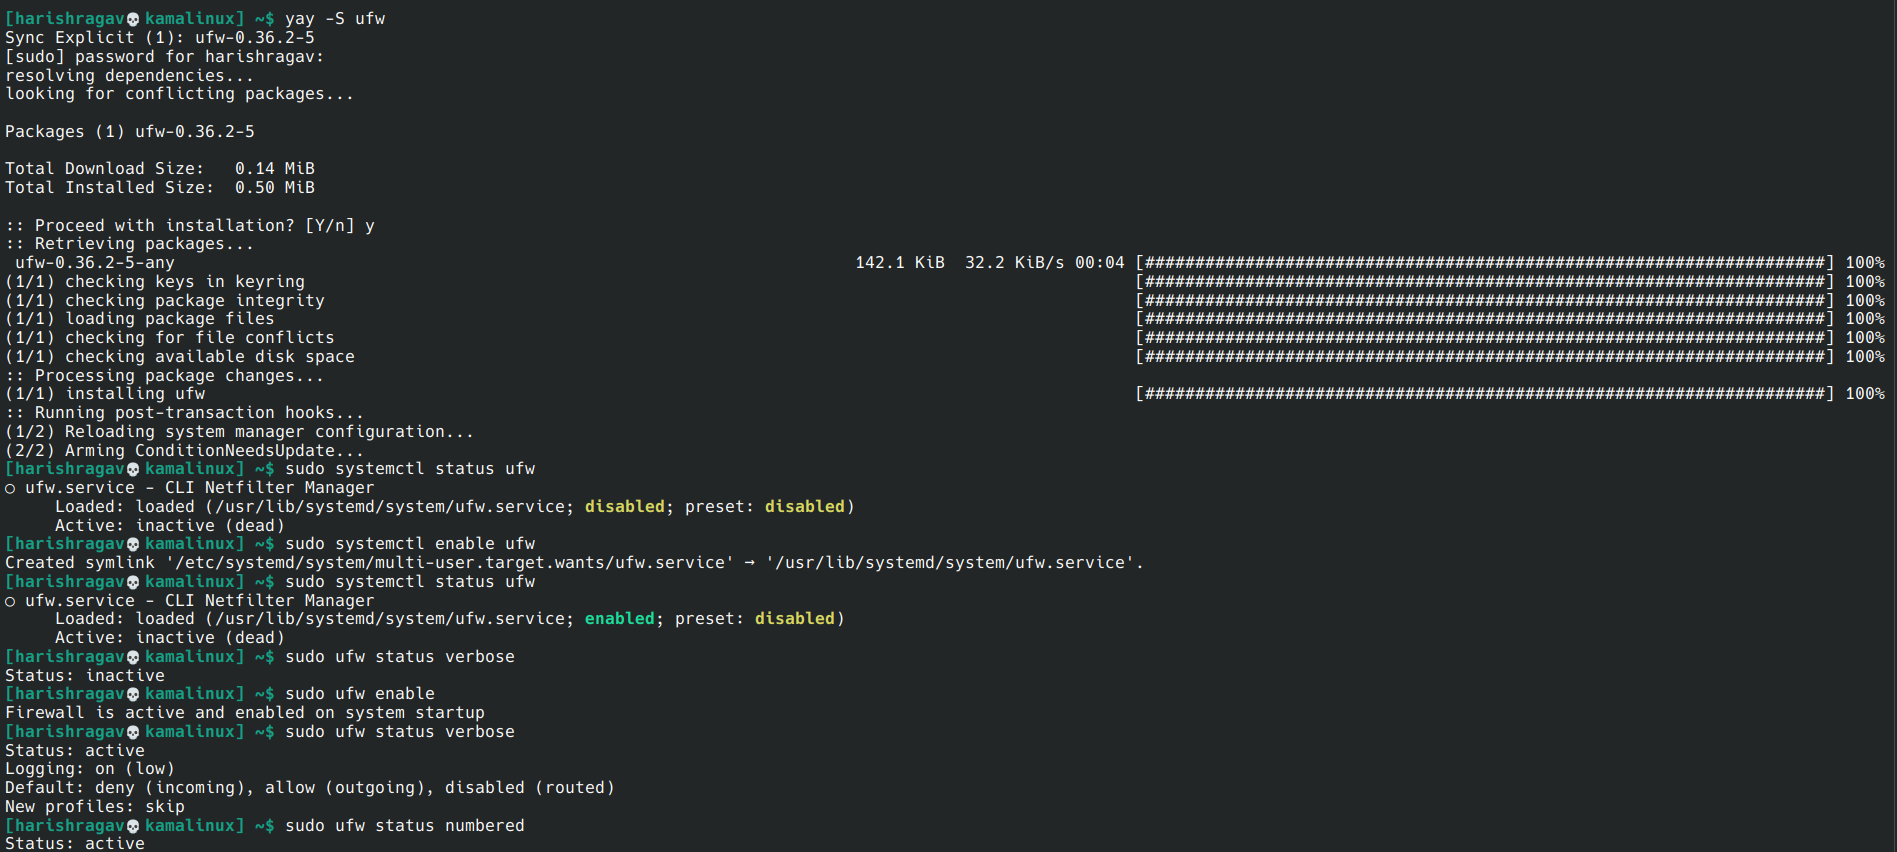 [harishragav💀kamalinux] ~$ yay -S ufw
Sync Explicit (1): ufw-0.36.2-5
[sudo] password for harishragav:
resolving dependencies...
looking for conflicting packages...
Packages (1) ufw-0.36.2-5
Total Download Size:   0.14 MiB
Total Installed Size:  0.50 MiB
:: Proceed with installation? [Y/n] y
:: Retrieving packages...
 ufw-0.36.2-5-any 142.1 KiB  32.2 KiB/s 00:04 [####################################################################] 100%
(1/1) checking keys in keyring [####################################################################] 100%
(1/1) checking package integrity [####################################################################] 100%
(1/1) loading package files [####################################################################] 100%
(1/1) checking for file conflicts [####################################################################] 100%
(1/1) checking available disk space [####################################################################] 100%
:: Processing package changes...
(1/1) installing ufw [####################################################################] 100%
:: Running post-transaction hooks...
(1/2) Reloading system manager configuration...
(2/2) Arming ConditionNeedsUpdate...
[harishragav💀kamalinux] ~$ sudo systemctl status ufw
○ ufw.service - CLI Netfilter Manager
     Loaded: loaded (/usr/lib/systemd/system/ufw.service; disabled; preset: disabled)
     Active: inactive (dead)
[harishragav💀kamalinux] ~$ sudo systemctl enable ufw
Created symlink '/etc/systemd/system/multi-user.target.wants/ufw.service' → '/usr/lib/systemd/system/ufw.service'.
[harishragav💀kamalinux] ~$ sudo systemctl status ufw
○ ufw.service - CLI Netfilter Manager
     Loaded: loaded (/usr/lib/systemd/system/ufw.service; enabled; preset: disabled)
     Active: inactive (dead)
[harishragav💀kamalinux] ~$ sudo ufw status verbose
Status: inactive
[harishragav💀kamalinux] ~$ sudo ufw enable
Firewall is active and enabled on system startup
[harishragav💀kamalinux] ~$ sudo ufw status verbose
Status: active
Logging: on (low)
Default: deny (incoming), allow (outgoing), disabled (routed)
New profiles: skip
[harishragav💀kamalinux] ~$ sudo ufw status numbered
Status: active